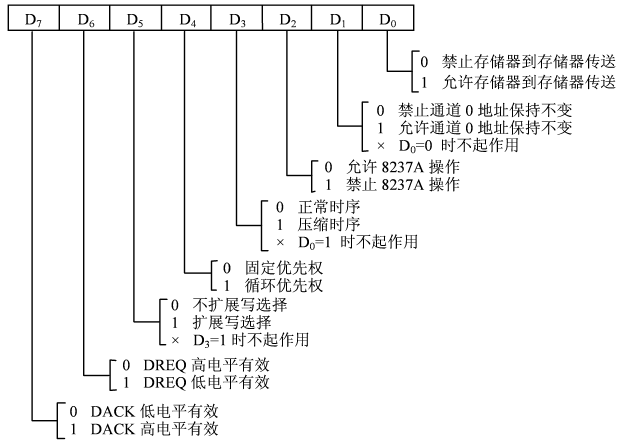 D₇ D₆ D₅ D₄ D₃ D₂ D₁ D₀
0 禁止存储器到存储器传送
1 允许存储器到存储器传送
0 禁止通道 0 地址保持不变
1 允许通道 0 地址保持不变
× D₀=0 时不起作用
0 允许 8237A 操作
1 禁止 8237A 操作
0 正常时序
1 压缩时序
× D₀=1 时不起作用
0 固定优先权
1 循环优先权
0 不扩展写选择
1 扩展写选择
× D₃=1 时不起作用
0 DREQ 高电平有效
1 DREQ 低电平有效
0 DACK 低电平有效
1 DACK 高电平有效